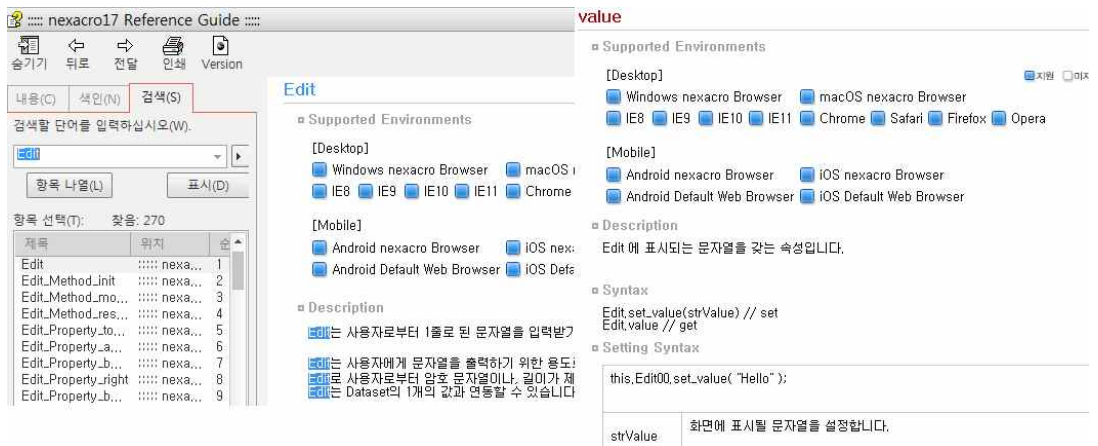 ::::: nexacro17 Reference Guide :::::
숨기기 뒤로 전달 인쇄 Version
내용(C) 색인(N) 검색(S)
검색할 단어를 입력하십시오(W).
Edit
항목 나열(L) 표시(D)
항목 선택(T): 찾음: 270
제목 위치 순
Edit ::::: nexa... 1
Edit_Method_init ::::: nexa... 2
Edit_Method_mo... ::::: nexa... 3
Edit_Method_res... ::::: nexa... 4
Edit_Property_to... ::::: nexa... 5
Edit_Property_a... ::::: nexa... 6
Edit_Property_b... ::::: nexa... 7
Edit_Property_right ::::: nexa... 8
Edit_Property_b... ::::: nexa... 9
Edit
Supported Environments
[Desktop]
Windows nexacro Browser macOS
IE8 IE9 IE10 IE11 Chrome
[Mobile]
Android nexacro Browser iOS nexa
Android Default Web Browser iOS Defa
Description
Edit는 사용자로부터 1줄로 된 문자열을 입력받기
Edit는 사용자에게 문자열을 출력하기 위한 용도
Edit로 사용자로부터 암호 문자열이나, 길이가 제
Edit는 Dataset의 1개의 값과 연동할 수 있습니다
value
Supported Environments
[Desktop] 지원 미지
Windows nexacro Browser macOS nexacro Browser
IE8 IE9 IE10 IE11 Chrome Safari Firefox Opera
[Mobile]
Android nexacro Browser iOS nexacro Browser
Android Default Web Browser iOS Default Web Browser
Description
Edit 에 표시되는 문자열을 갖는 속성입니다.
Syntax
Edit.set_value(strValue) // set
Edit.value // get
Setting Syntax
this.Edit00.set_value( "Hello" );
strValue 화면에 표시될 문자열을 설정합니다.